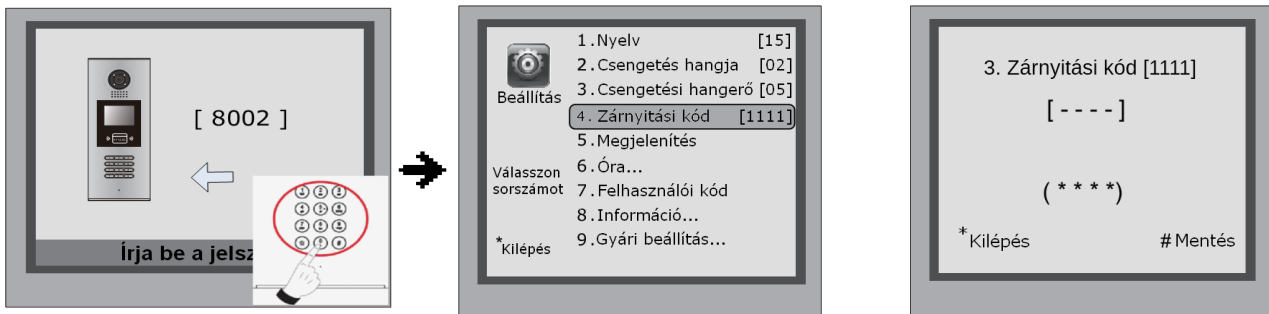 [ 8002 ]
Írja be a jelsz
Beállítás
Válasszon
sorszámot
*Kilépés
1.Nyelv [15]
2.Csengetés hangja [02]
3.Csengetési hangerő [05]
4. Zárnyitási kód [1111]
5.Megjelenítés
6.Óra...
7.Felhasználói kód
8.Információ...
9.Gyári beállítás...
3. Zárnyitási kód [1111]
[ - - - - ]
( * * * *)
*Kilépés #Mentés